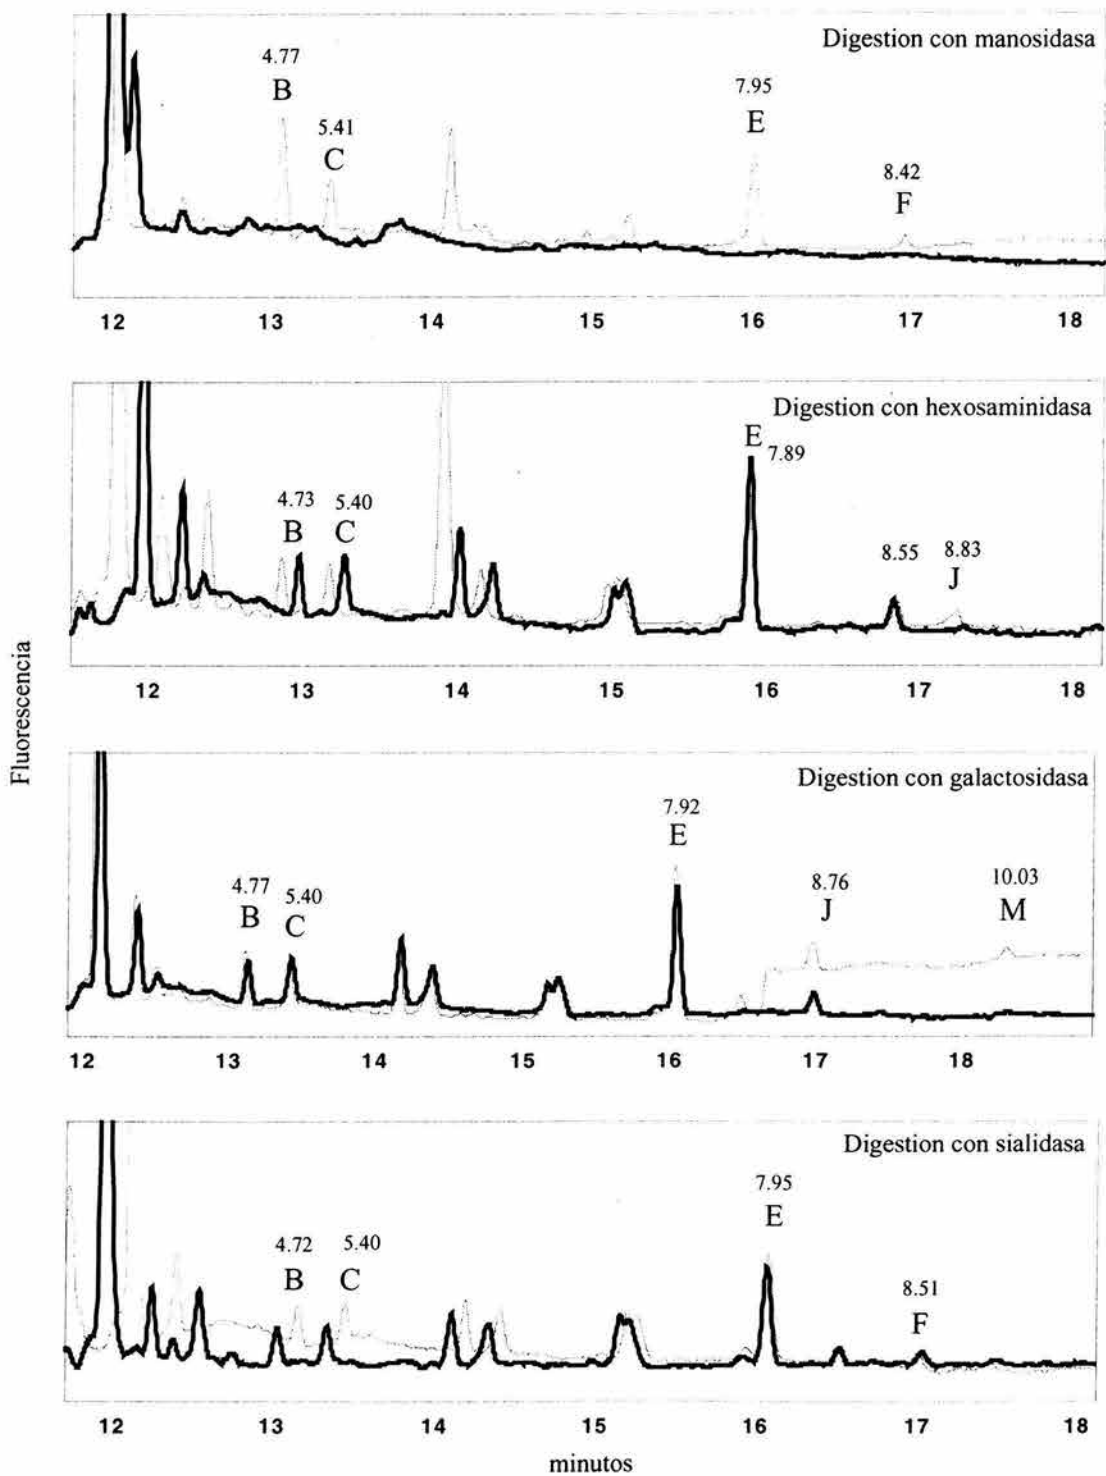 Digestion con manosidasa
4.77
B
5.41
C
7.95
E
8.42
F
12 13 14 15 16 17 18
Digestion con hexosaminidasa
E
7.89
4.73 5.40
B C
8.55 8.83
J
12 13 14 15 16 17 18
Fluorescencia
Digestion con galactosidasa
7.92
E
4.77 5.40
B C
8.76 10.03
J M
12 13 14 15 16 17 18
Digestion con sialidasa
7.95
E
4.72 5.40
B C
8.51
F
12 13 14 15 16 17 18
minutos